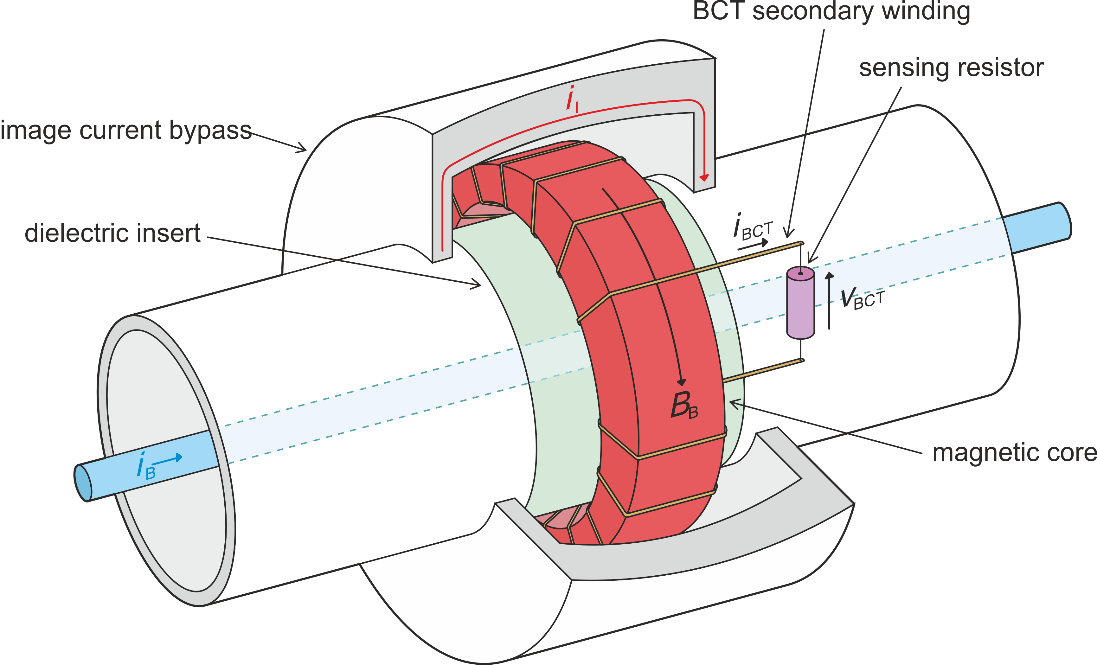 BCT secondary winding
sensing resistor
iI
image current bypass
dielectric insert
iBCT
vBCT
BB
iB
magnetic core